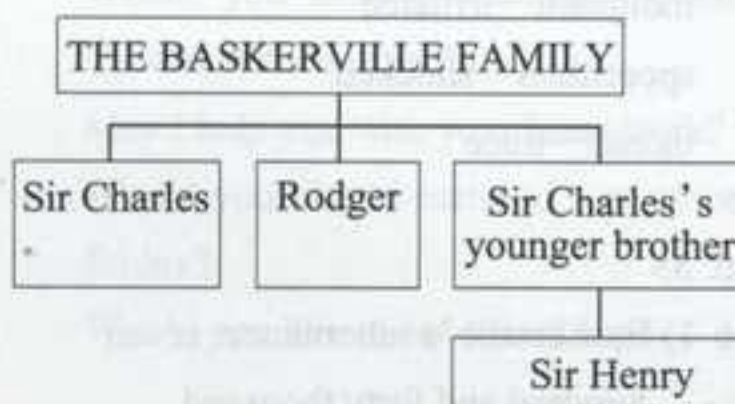 THE BASKERVILLE FAMILY
Sir Charles
Rodger
Sir Charles's
younger brother
Sir Henry